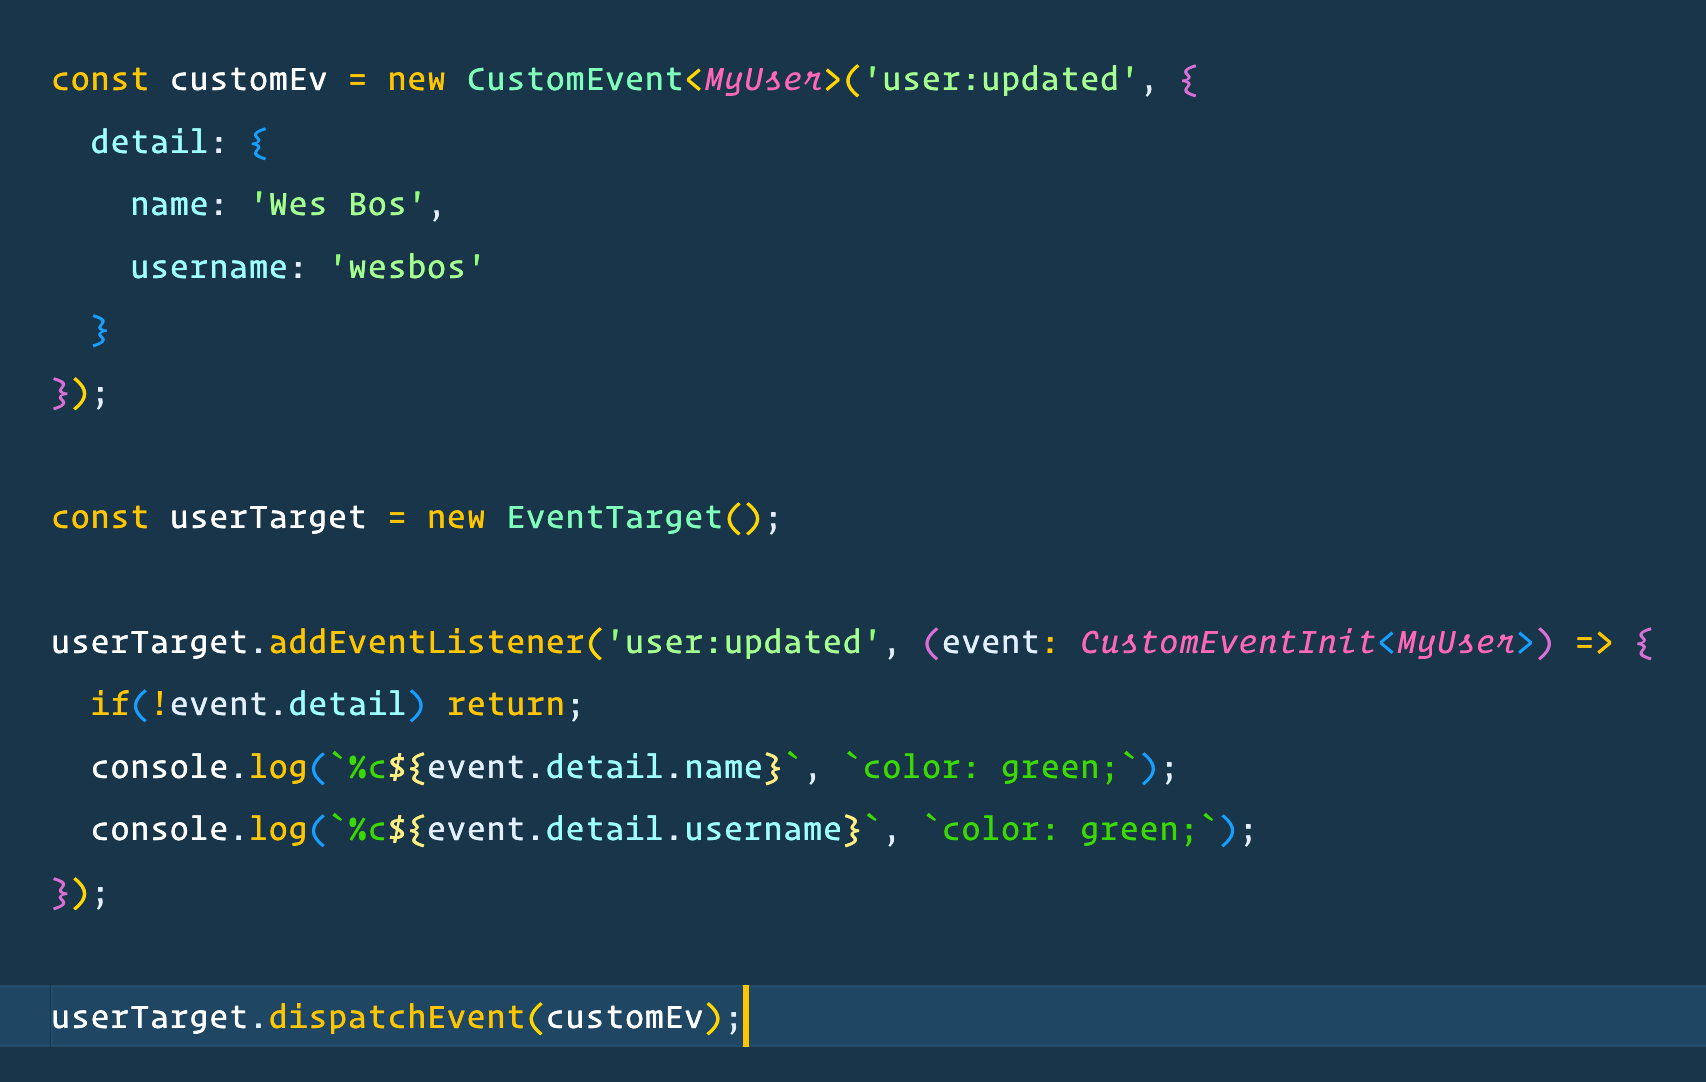 const customEv = new CustomEvent<MyUser>('user:updated', {
  detail: {
    name: 'Wes Bos',
    username: 'wesbos'
  }
});

const userTarget = new EventTarget();

userTarget.addEventListener('user:updated', (event: CustomEventInit<MyUser>) => {
  if(!event.detail) return;
  console.log(`%c${event.detail.name}`, `color: green;`);
  console.log(`%c${event.detail.username}`, `color: green;`);
});

userTarget.dispatchEvent(customEv);